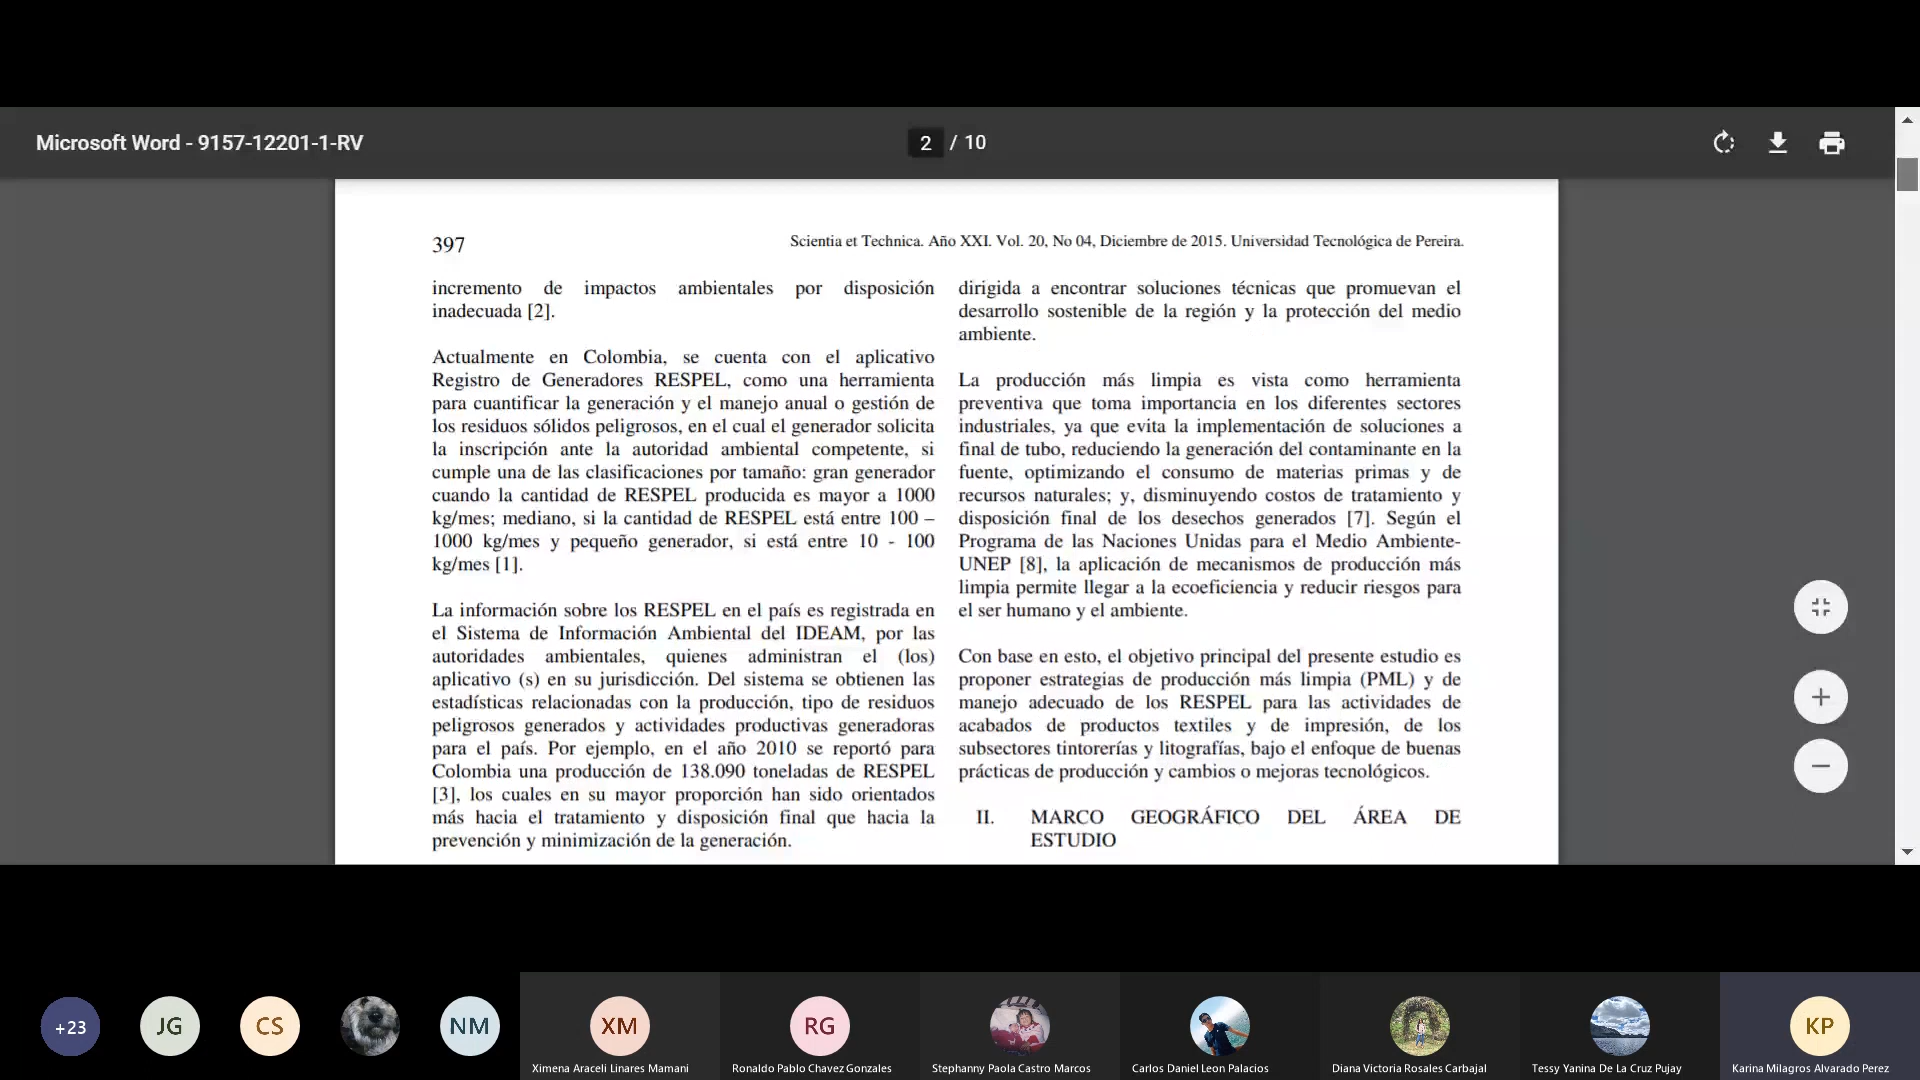 Microsoft Word - 9157-12201-1-RV
2 / 10
397
Scientia et Technica. Año XXI. Vol. 20, No 04, Diciembre de 2015. Universidad Tecnológica de Pereira.
incremento de impactos ambientales por disposición
inadecuada [2].
Actualmente en Colombia, se cuenta con el aplicativo
Registro de Generadores RESPEL, como una herramienta
para cuantificar la generación y el manejo anual o gestión de
los residuos sólidos peligrosos, en el cual el generador solicita
la inscripción ante la autoridad ambiental competente, si
cumple una de las clasificaciones por tamaño: gran generador
cuando la cantidad de RESPEL producida es mayor a 1000
kg/mes; mediano, si la cantidad de RESPEL está entre 100 –
1000 kg/mes y pequeño generador, si está entre 10 - 100
kg/mes [1].
La información sobre los RESPEL en el país es registrada en
el Sistema de Información Ambiental del IDEAM, por las
autoridades ambientales, quienes administran el (los)
aplicativo (s) en su jurisdicción. Del sistema se obtienen las
estadísticas relacionadas con la producción, tipo de residuos
peligrosos generados y actividades productivas generadoras
para el país. Por ejemplo, en el año 2010 se reportó para
Colombia una producción de 138.090 toneladas de RESPEL
[3], los cuales en su mayor proporción han sido orientados
más hacia el tratamiento y disposición final que hacia la
prevención y minimización de la generación.
dirigida a encontrar soluciones técnicas que promuevan el
desarrollo sostenible de la región y la protección del medio
ambiente.
La producción más limpia es vista como herramienta
preventiva que toma importancia en los diferentes sectores
industriales, ya que evita la implementación de soluciones a
final de tubo, reduciendo la generación del contaminante en la
fuente, optimizando el consumo de materias primas y de
recursos naturales; y, disminuyendo costos de tratamiento y
disposición final de los desechos generados [7]. Según el
Programa de las Naciones Unidas para el Medio Ambiente-
UNEP [8], la aplicación de mecanismos de producción más
limpia permite llegar a la ecoeficiencia y reducir riesgos para
el ser humano y el ambiente.
Con base en esto, el objetivo principal del presente estudio es
proponer estrategias de producción más limpia (PML) y de
manejo adecuado de los RESPEL para las actividades de
acabados de productos textiles y de impresión, de los
subsectores tintorerías y litografías, bajo el enfoque de buenas
prácticas de producción y cambios o mejoras tecnológicos.
II. MARCO GEOGRÁFICO DEL ÁREA DE
ESTUDIO
+23
JG
CS
NM
XM
RG
KP
Ximena Araceli Linares Mamani
Ronaldo Pablo Chavez Gonzales
Stephanny Paola Castro Marcos
Carlos Daniel Leon Palacios
Diana Victoria Rosales Carbajal
Tessy Yanina De La Cruz Pujay
Karina Milagros Alvarado Perez